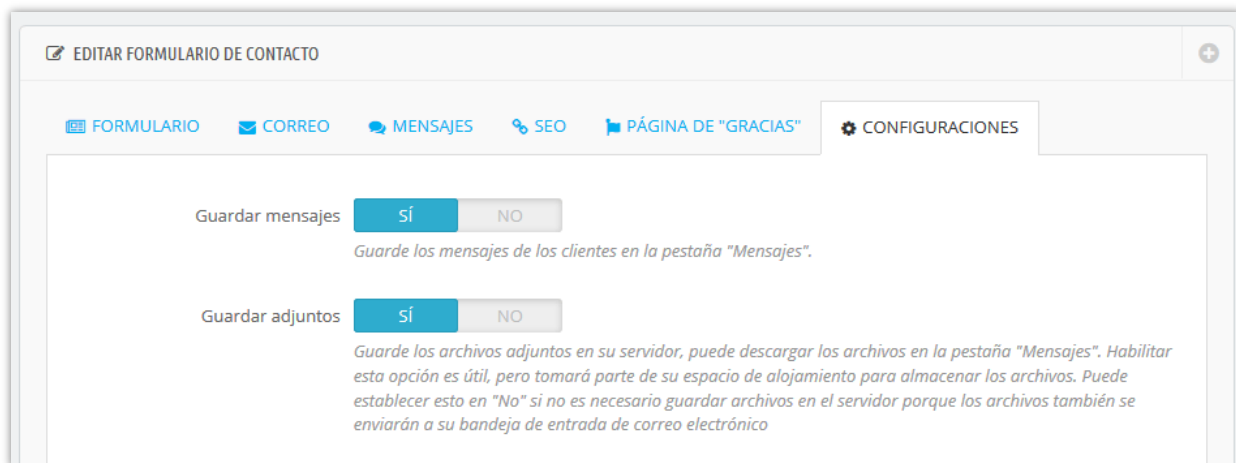 EDITAR FORMULARIO DE CONTACTO
FORMULARIO CORREO MENSAJES SEO PÁGINA DE "GRACIAS" CONFIGURACIONES
Guardar mensajes SÍ NO
Guarde los mensajes de los clientes en la pestaña "Mensajes".
Guardar adjuntos SÍ NO
Guarde los archivos adjuntos en su servidor, puede descargar los archivos en la pestaña "Mensajes". Habilitar
esta opción es útil, pero tomará parte de su espacio de alojamiento para almacenar los archivos. Puede
establecer esto en "No" si no es necesario guardar archivos en el servidor porque los archivos también se
enviarán a su bandeja de entrada de correo electrónico